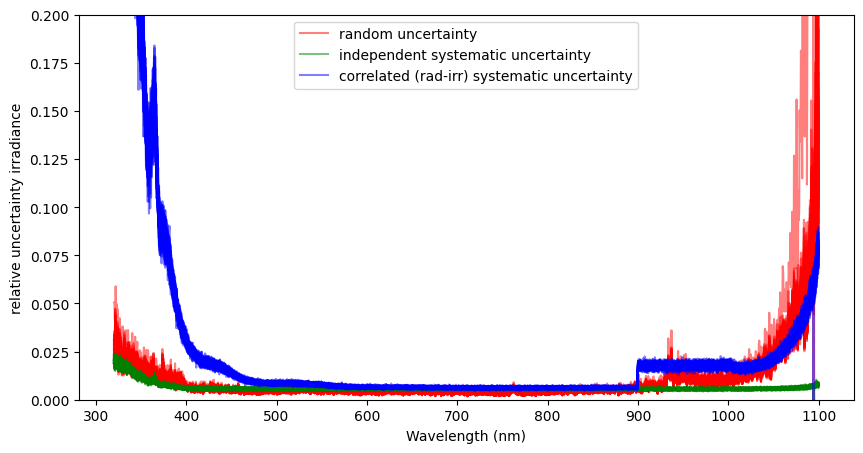 random uncertainty
independent systematic uncertainty
correlated (rad-irr) systematic uncertainty
relative uncertainty irradiance
0.200
0.175
0.150
0.125
0.100
0.075
0.050
0.025
0.000
300 400 500 600 700 800 900 1000 1100
Wavelength (nm)